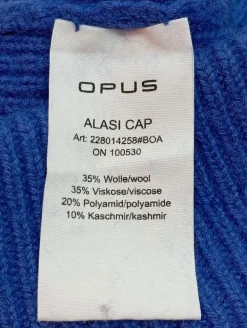 OPUS
ALASI CAP
Art: 228014258#BOA
ON 100530
35% Wolle/wool
35% Viskose/viscose
20% Polyamid/polyamide
10% Kaschmir/kashmir